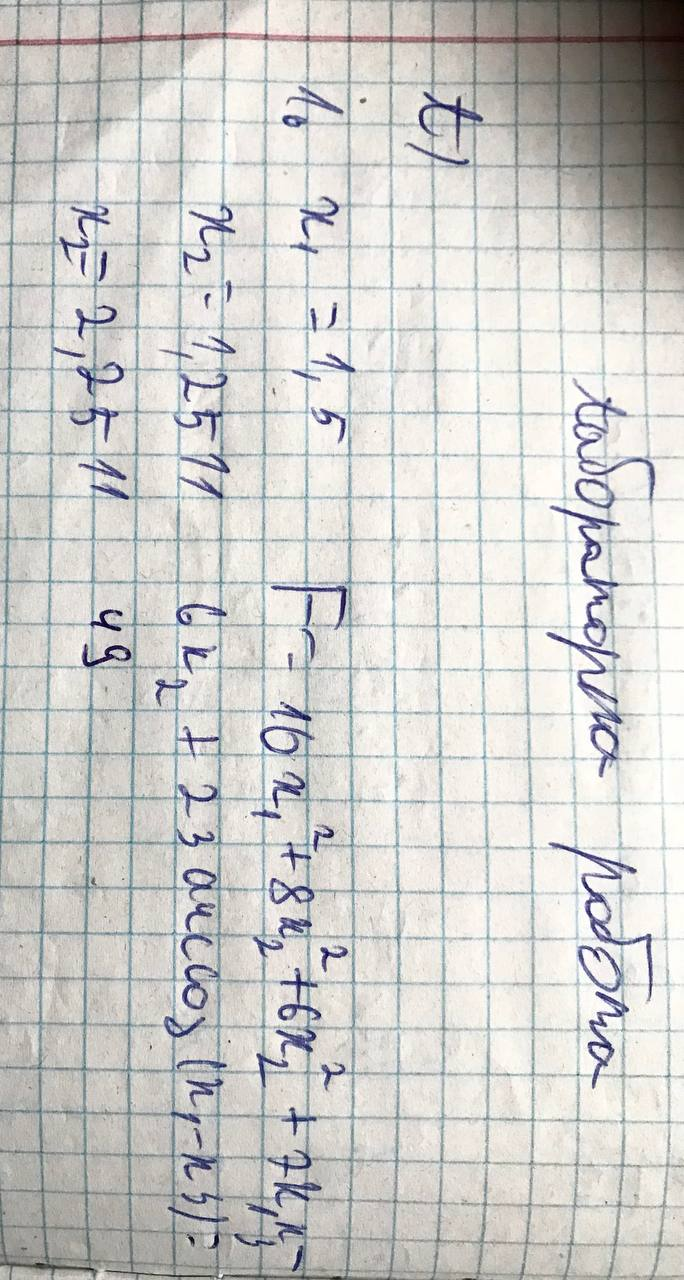 Лабораторна робота
t)
1. x₁ = 1,5 F = 16x₁² + 8x₂² + 6x₂² + 7x₁x₃ -
x₂ = 1,2511 6x₂ + 23 arccos (x₁ - x₃) =
x₂ = 2,2511 49